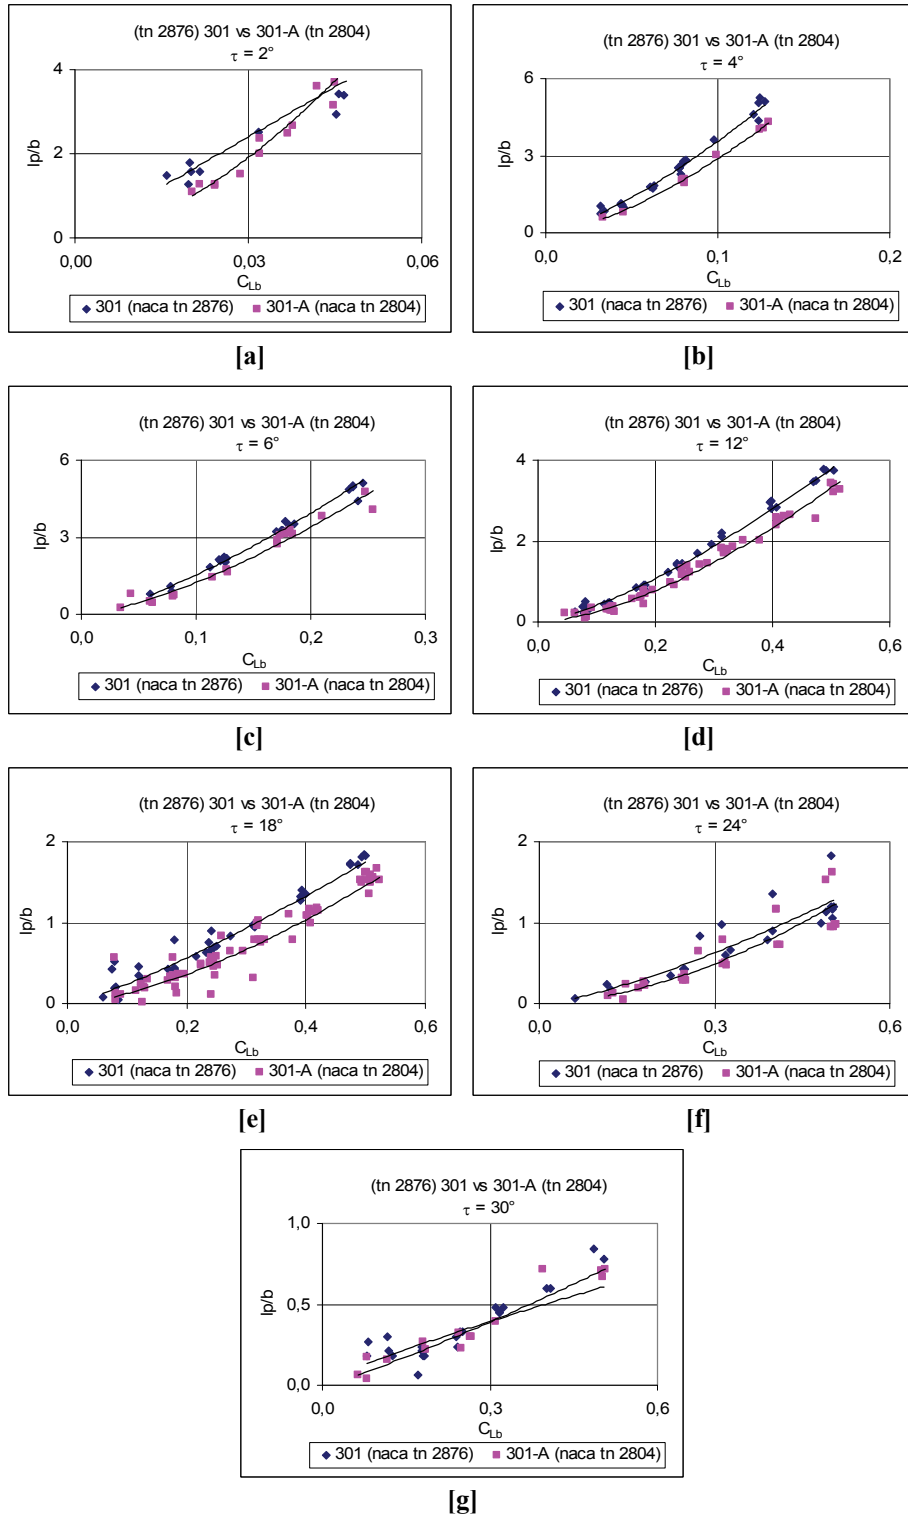 (tn 2876) 301 vs 301-A (tn 2804)
τ = 2°
4
2
0
0,00
0,03
0,06
lp/b
C_Lb
301 (naca tn 2876)
301-A (naca tn 2804)
[a]
(tn 2876) 301 vs 301-A (tn 2804)
τ = 4°
6
3
0
0,0
0,1
0,2
lp/b
C_Lb
301 (naca tn 2876)
301-A (naca tn 2804)
[b]
(tn 2876) 301 vs 301-A (tn 2804)
τ = 6°
6
3
0
0,0
0,1
0,2
0,3
lp/b
C_Lb
301 (naca tn 2876)
301-A (naca tn 2804)
[c]
(tn 2876) 301 vs 301-A (tn 2804)
τ = 12°
4
2
0
0,0
0,2
0,4
0,6
lp/b
C_Lb
301 (naca tn 2876)
301-A (naca tn 2804)
[d]
(tn 2876) 301 vs 301-A (tn 2804)
τ = 18°
2
1
0
0,0
0,2
0,4
0,6
lp/b
C_Lb
301 (naca tn 2876)
301-A (naca tn 2804)
[e]
(tn 2876) 301 vs 301-A (tn 2804)
τ = 24°
2
1
0
0,0
0,3
0,6
lp/b
C_Lb
301 (naca tn 2876)
301-A (naca tn 2804)
[f]
(tn 2876) 301 vs 301-A (tn 2804)
τ = 30°
1,0
0,5
0,0
0,0
0,3
0,6
lp/b
C_Lb
301 (naca tn 2876)
301-A (naca tn 2804)
[g]